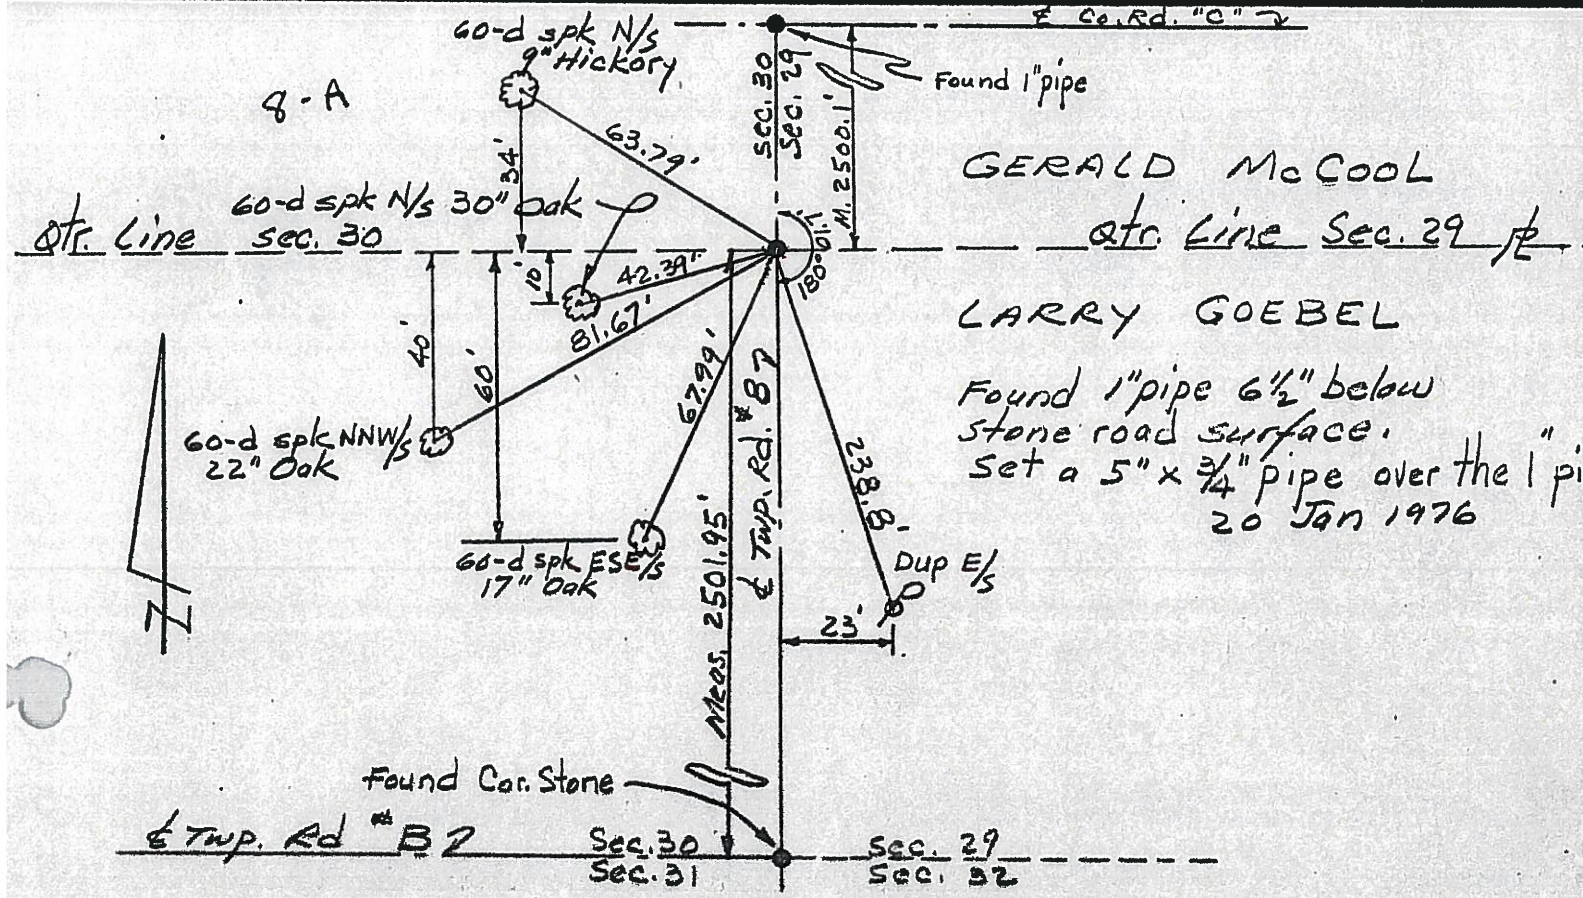 ℄ Co. Rd. "C"
60-d spk N/s
9" Hickory
8-A
Found 1" pipe
Sec. 30
Sec. 29
M. 2500.1'
63.79'
34'
GERALD McCOOL
60-d spk N/s 30" Oak
Qtr. Line Sec. 30
Qtr. Line Sec. 29
180°-01.1'
10'
42.39'
81.67'
40'
60'
67.99'
LARRY GOEBEL
Found 1" pipe 6½" below
stone road surface.
Set a 5" x ¾" pipe over the 1" pi
20 Jan 1976
60-d spk NNW/s
22" Oak
60-d spk ESE/s
17" Oak
Meas. 2501.95'
℄ Twp. Rd. #B
238.8'
Dup E/s
23'
N
Found Cor. Stone
℄ Twp. Rd #B
Sec. 30
Sec. 31
Sec. 29
Sec. 32